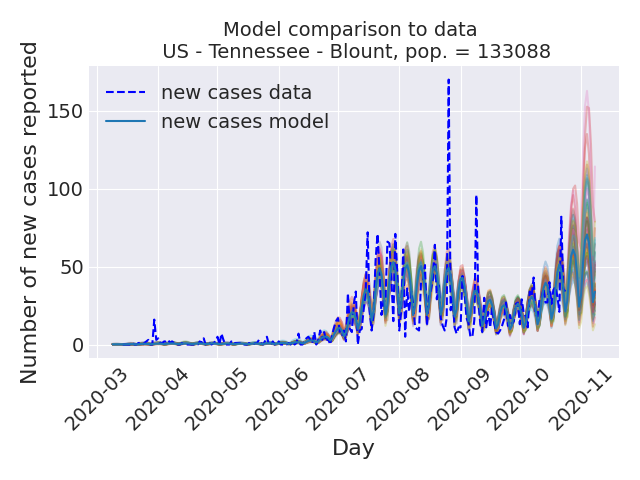 Model comparison to data
US - Tennessee - Blount, pop. = 133088
Number of new cases reported
new cases data
new cases model
150
100
50
0
2020-03
2020-04
2020-05
2020-06
2020-07
2020-08
2020-09
2020-10
2020-11
Day